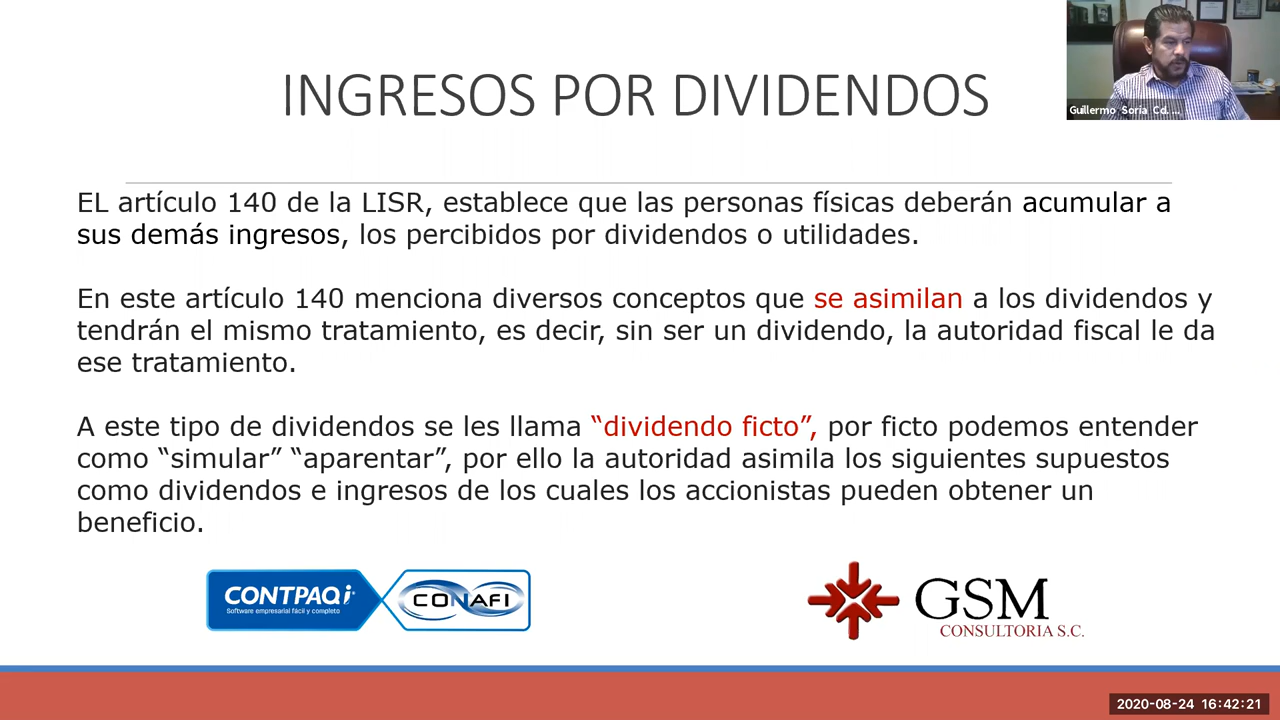 INGRESOS POR DIVIDENDOS
Guillermo Soria Cd....
EL artículo 140 de la LISR, establece que las personas físicas deberán acumular a
sus demás ingresos, los percibidos por dividendos o utilidades.
En este artículo 140 menciona diversos conceptos que se asimilan a los dividendos y
tendrán el mismo tratamiento, es decir, sin ser un dividendo, la autoridad fiscal le da
ese tratamiento.
A este tipo de dividendos se les llama “dividendo ficto”, por ficto podemos entender
como “simular” “aparentar”, por ello la autoridad asimila los siguientes supuestos
como dividendos e ingresos de los cuales los accionistas pueden obtener un
beneficio.
CONTPAQi®
Software empresarial fácil y completo
CONAFI
GSM
CONSULTORIA S.C.
2020-08-24 16:42:21